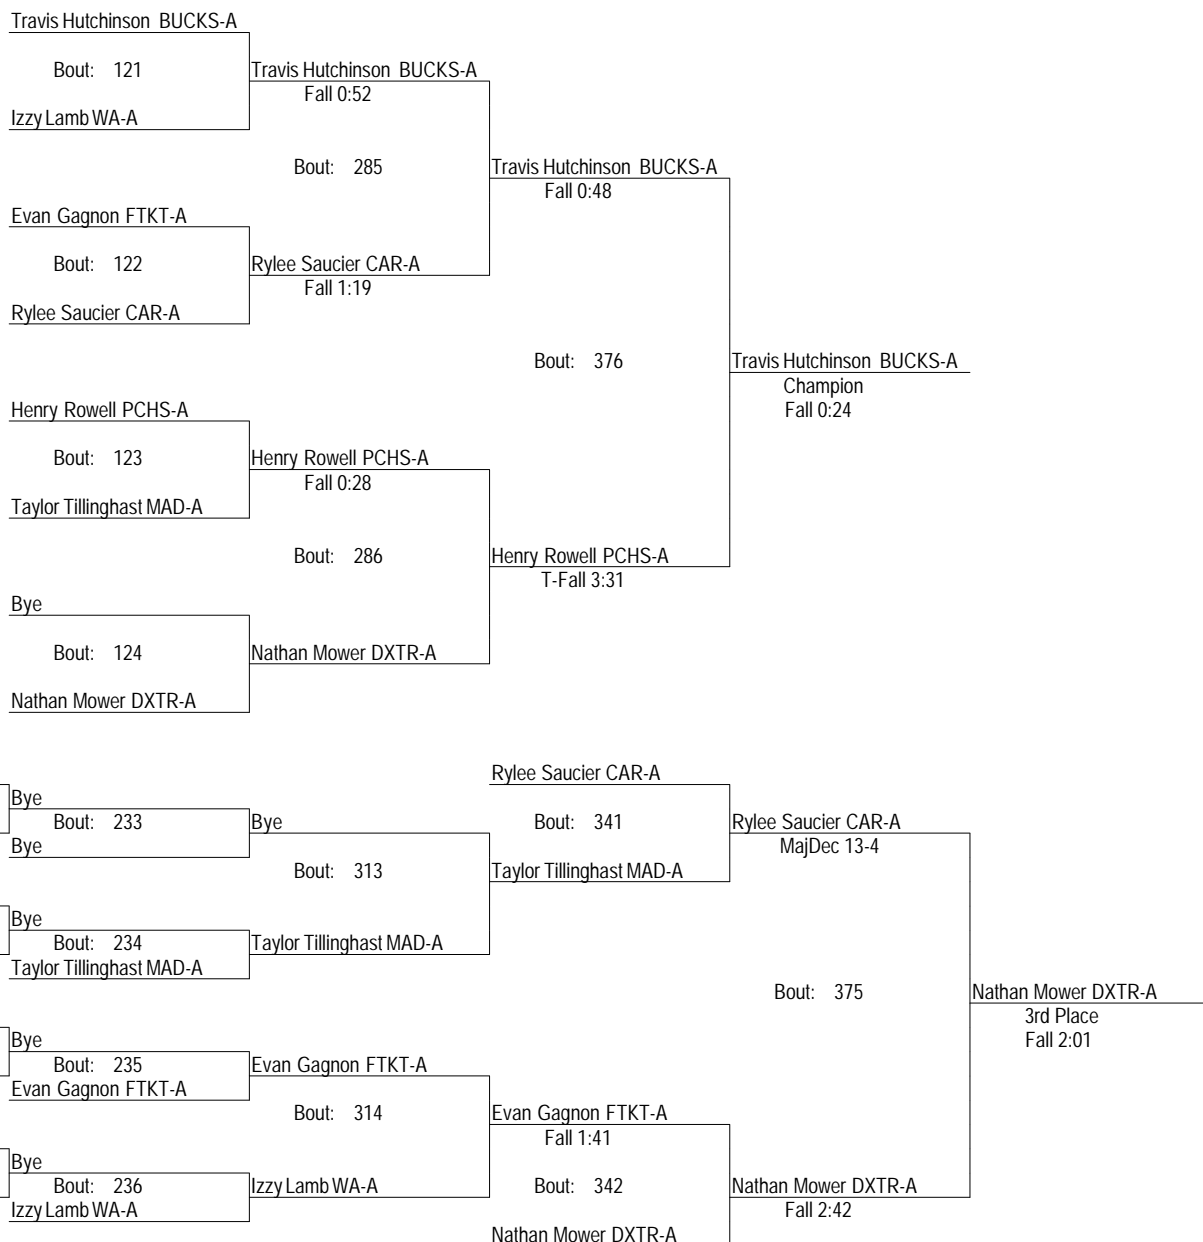 Travis Hutchinson BUCKS-A
Bout: 121
Travis Hutchinson BUCKS-A
Fall 0:52
Izzy Lamb WA-A
Bout: 285
Travis Hutchinson BUCKS-A
Fall 0:48
Evan Gagnon FTKT-A
Bout: 122
Rylee Saucier CAR-A
Fall 1:19
Rylee Saucier CAR-A
Bout: 376
Travis Hutchinson BUCKS-A
Champion
Fall 0:24
Henry Rowell PCHS-A
Bout: 123
Henry Rowell PCHS-A
Fall 0:28
Taylor Tillinghast MAD-A
Bout: 286
Henry Rowell PCHS-A
T-Fall 3:31
Bye
Bout: 124
Nathan Mower DXTR-A
Nathan Mower DXTR-A
Rylee Saucier CAR-A
Bye
Bout: 233
Bye
Bout: 341
Rylee Saucier CAR-A
MajDec 13-4
Bye
Bout: 313
Taylor Tillinghast MAD-A
Bye
Bout: 234
Taylor Tillinghast MAD-A
Taylor Tillinghast MAD-A
Bout: 375
Nathan Mower DXTR-A
3rd Place
Fall 2:01
Bye
Bout: 235
Evan Gagnon FTKT-A
Evan Gagnon FTKT-A
Bout: 314
Evan Gagnon FTKT-A
Fall 1:41
Bye
Bout: 236
Izzy Lamb WA-A
Bout: 342
Nathan Mower DXTR-A
Fall 2:42
Izzy Lamb WA-A
Nathan Mower DXTR-A